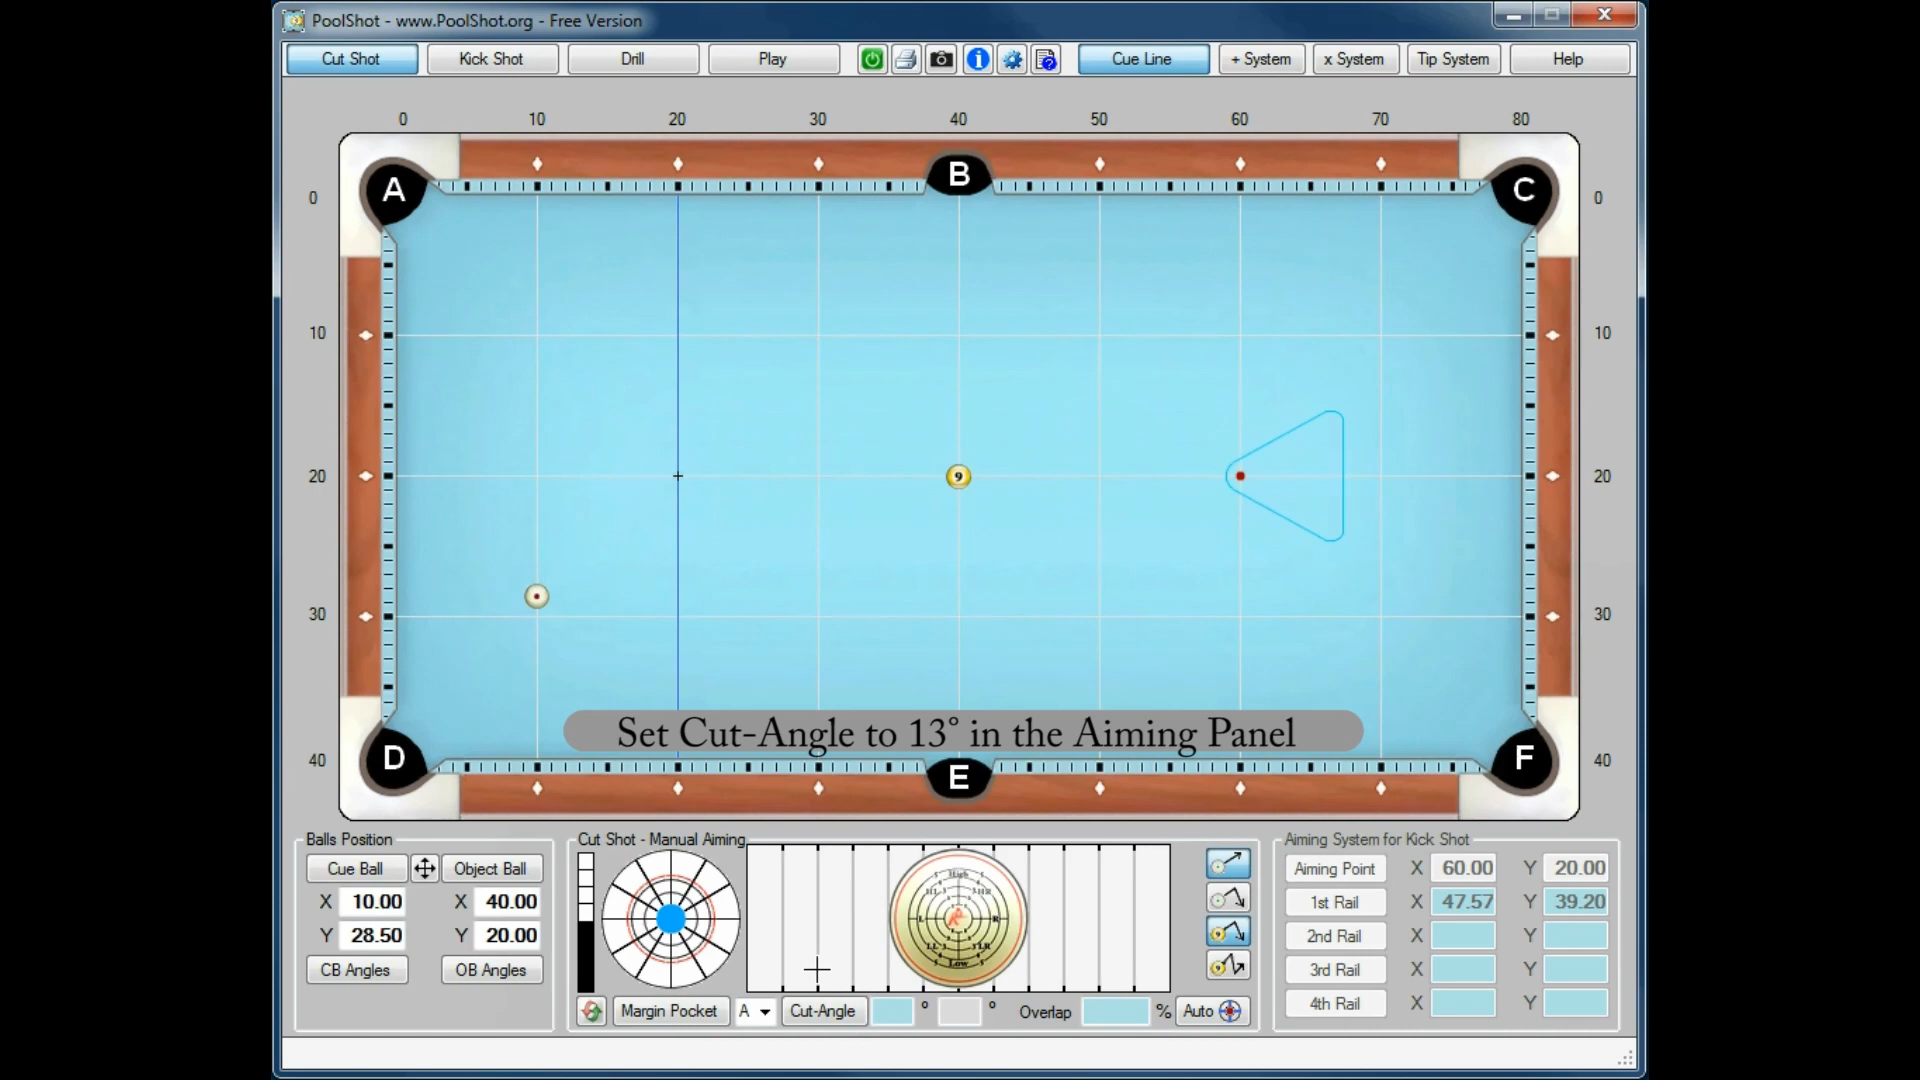 PoolShot - www.PoolShot.org - Free Version
Cut Shot Kick Shot Drill Play Cue Line + System x System Tip System Help
0 10 20 30 40 50 60 70 80
A B C
0 0
10 10
20 9 20
30 30
Set Cut-Angle to 13° in the Aiming Panel
D E F
40 40
Balls Position
Cue Ball Object Ball
X 10.00 X 40.00
Y 28.50 Y 20.00
CB Angles OB Angles
Cut Shot - Manual Aiming
High
L R
LL LR
Low
Margin Pocket A Cut-Angle ° ° Overlap % Auto
Aiming System for Kick Shot
Aiming Point X 60.00 Y 20.00
1st Rail X 47.57 Y 39.20
2nd Rail X Y
3rd Rail X Y
4th Rail X Y